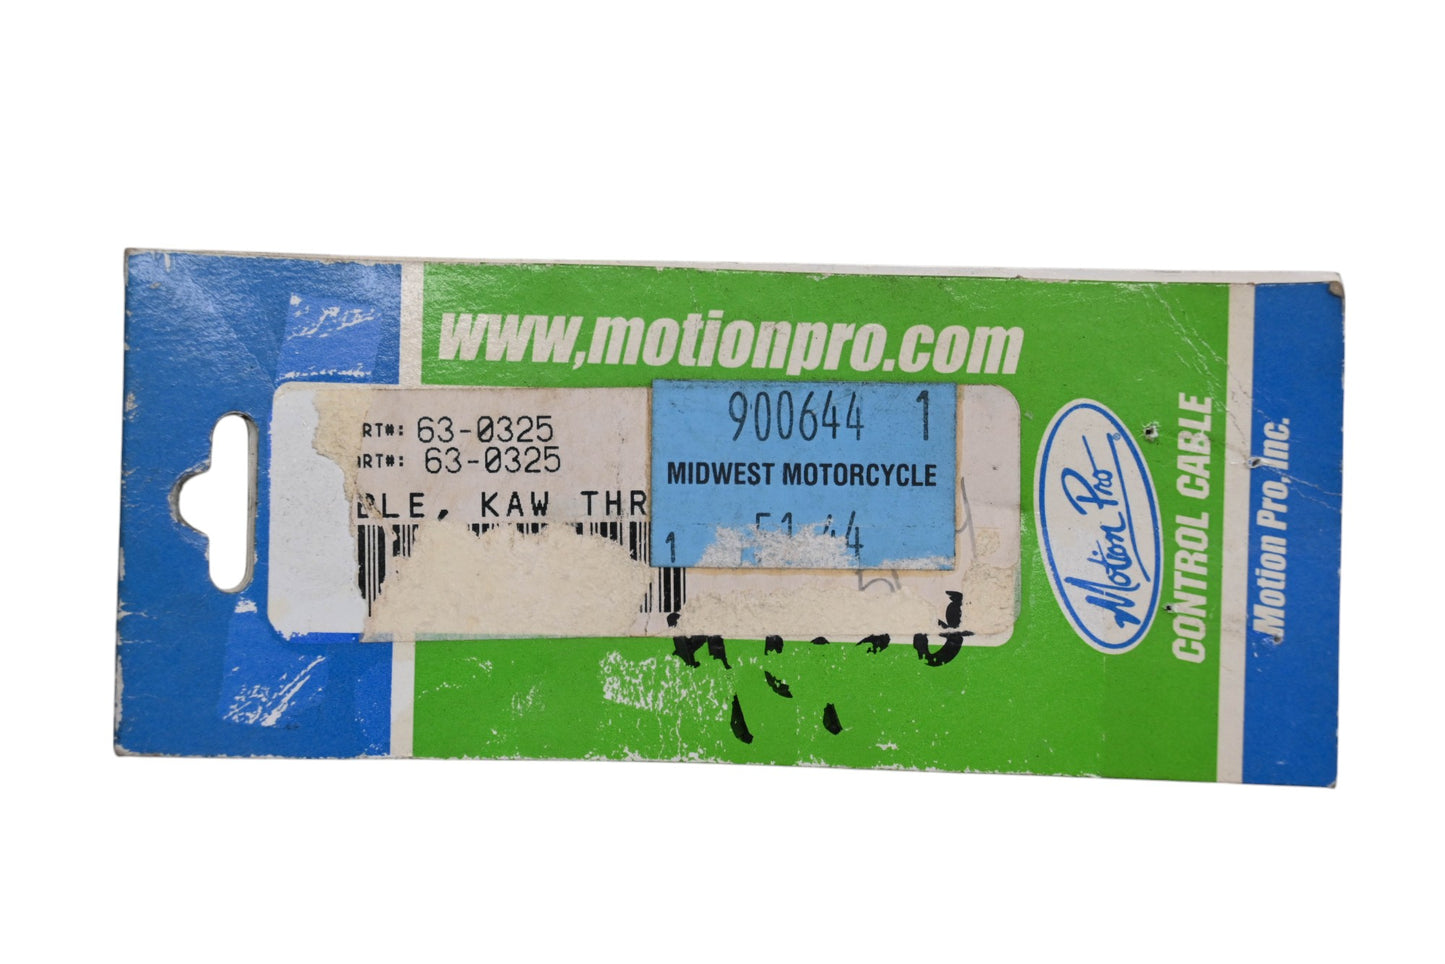 www.motionpro.com
RT#: 63-0325
ART#: 63-0325
BLE, KAW THR
900644 1
MIDWEST MOTORCYCLE
1
Motion Pro
CONTROL CABLE
Motion Pro, Inc.